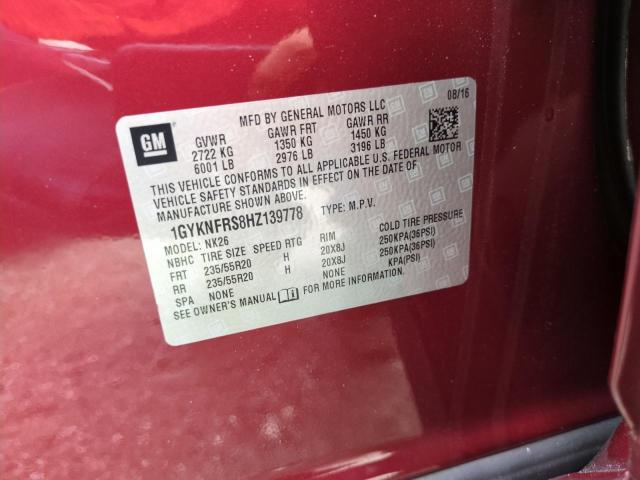 MFD BY GENERAL MOTORS LLC 08/16
GM
GVWR GAWR FRT GAWR RR
2722 KG 1350 KG 1450 KG
6001 LB 2976 LB 3196 LB
THIS VEHICLE CONFORMS TO ALL APPLICABLE U.S. FEDERAL MOTOR
VEHICLE SAFETY STANDARDS IN EFFECT ON THE DATE OF
MANUFACTURE SHOWN ABOVE.
1GYKNFRS8HZ139778 TYPE: M.P.V.
MODEL: NK26
NBHC TIRE SIZE SPEED RTG RIM COLD TIRE PRESSURE
FRT 235/55R20 H 20X8J 250KPA(36PSI)
RR 235/55R20 H 20X8J 250KPA(36PSI)
SPA NONE NONE KPA(PSI)
SEE OWNER'S MANUAL FOR MORE INFORMATION.